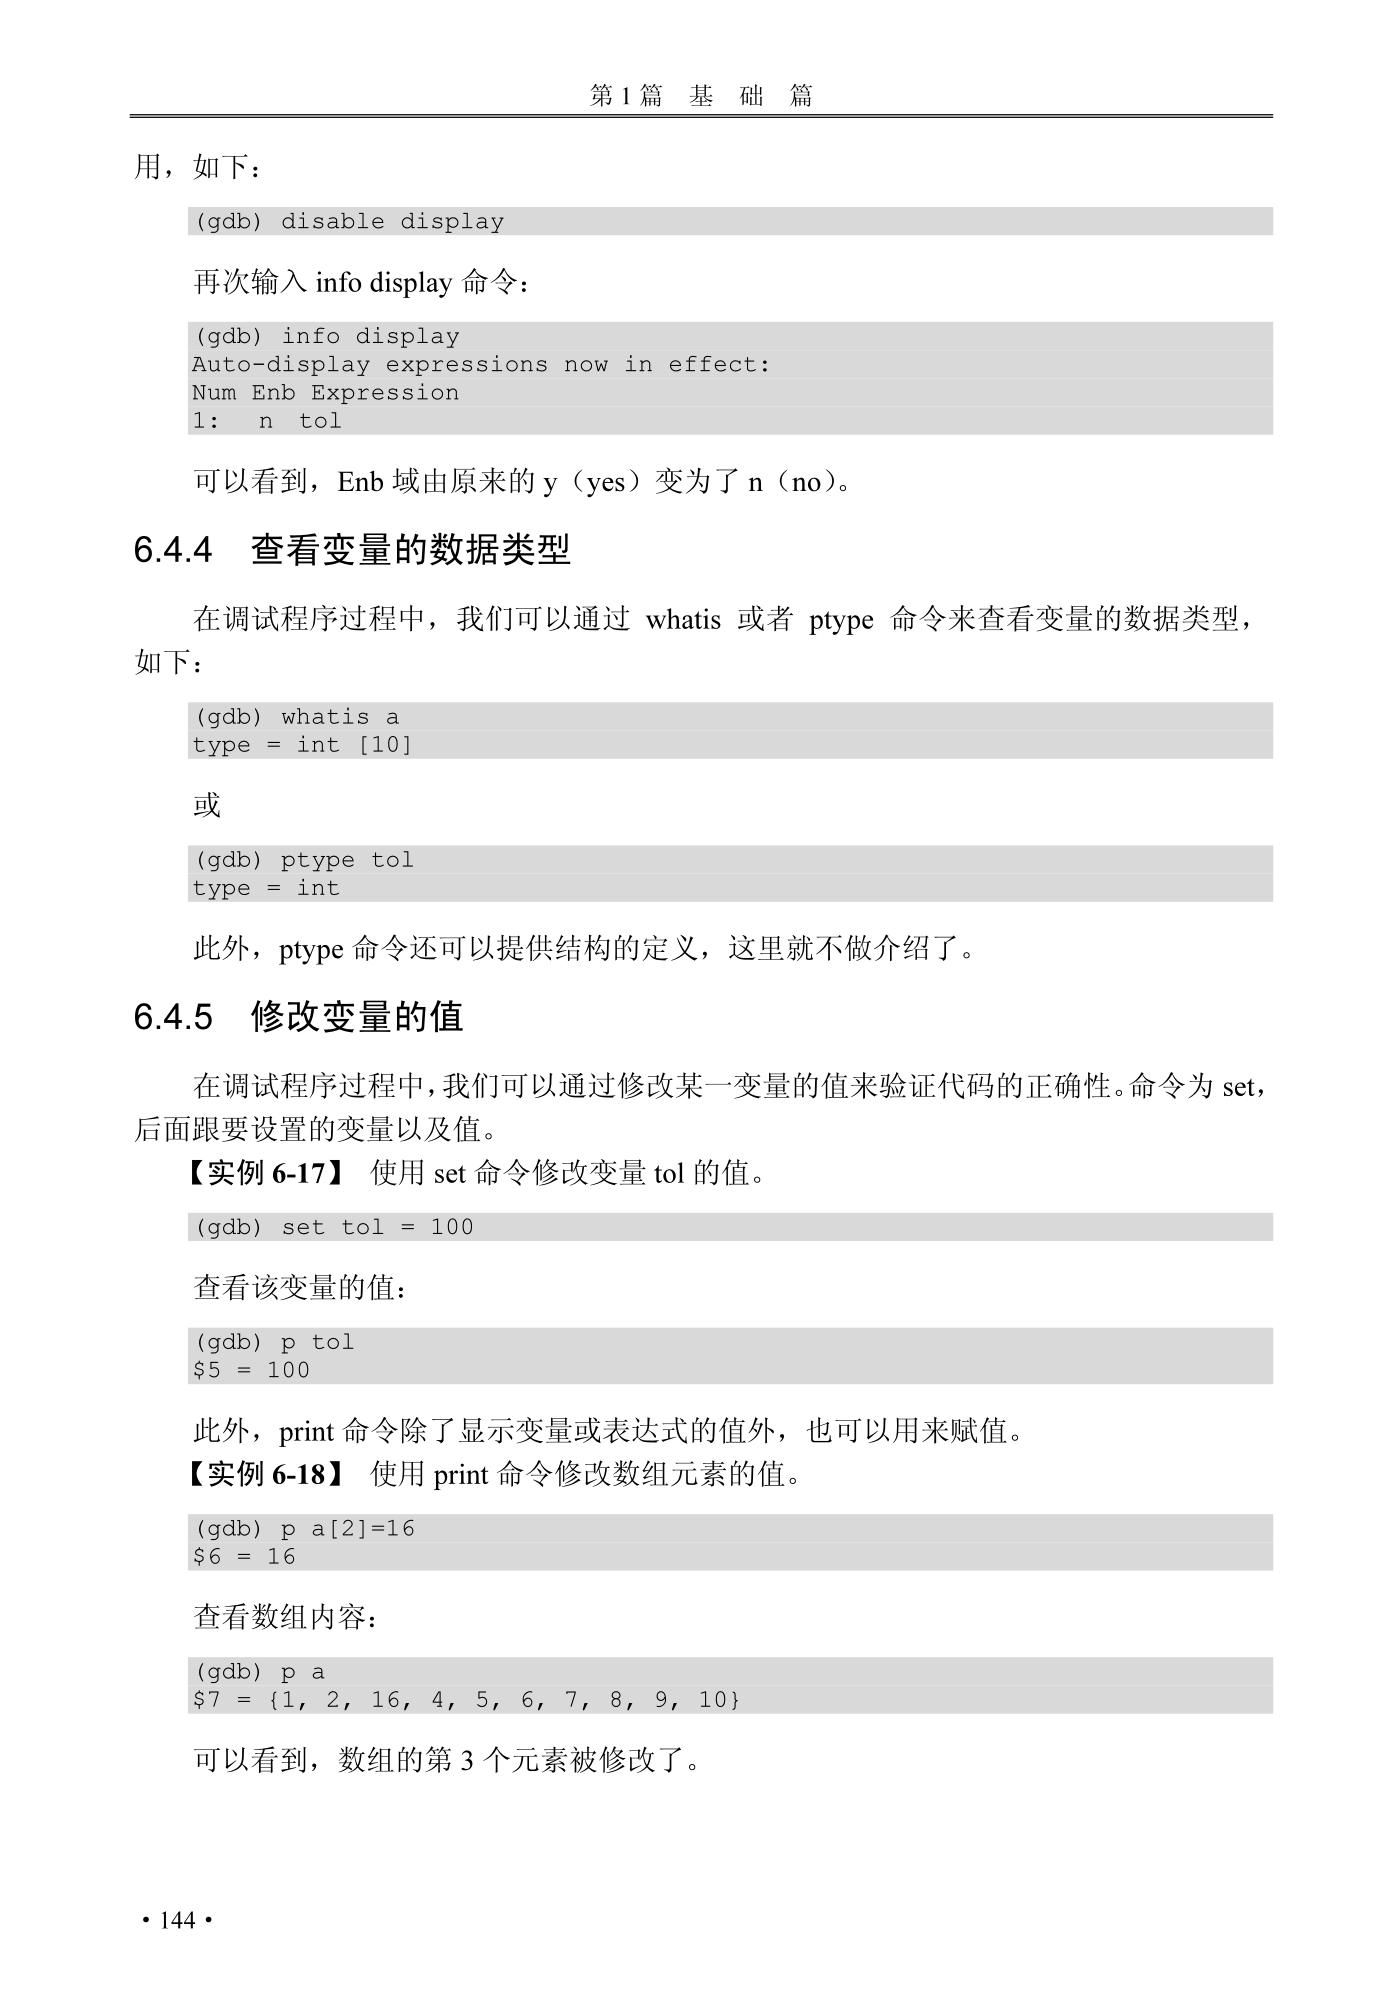 第 1 篇　基　础　篇
用，如下：
(gdb) disable display
再次输入 info display 命令：
(gdb) info display
Auto-display expressions now in effect:
Num Enb Expression
1:   n  tol
可以看到，Enb 域由原来的 y（yes）变为了 n（no）。
6.4.4　查看变量的数据类型
在调试程序过程中，我们可以通过 whatis 或者 ptype 命令来查看变量的数据类型，
如下：
(gdb) whatis a
type = int [10]
或
(gdb) ptype tol
type = int
此外，ptype 命令还可以提供结构的定义，这里就不做介绍了。
6.4.5　修改变量的值
在调试程序过程中，我们可以通过修改某一变量的值来验证代码的正确性。命令为 set，
后面跟要设置的变量以及值。
【实例 6-17】 使用 set 命令修改变量 tol 的值。
(gdb) set tol = 100
查看该变量的值：
(gdb) p tol
$5 = 100
此外，print 命令除了显示变量或表达式的值外，也可以用来赋值。
【实例 6-18】 使用 print 命令修改数组元素的值。
(gdb) p a[2]=16
$6 = 16
查看数组内容：
(gdb) p a
$7 = {1, 2, 16, 4, 5, 6, 7, 8, 9, 10}
可以看到，数组的第 3 个元素被修改了。
• 144 •